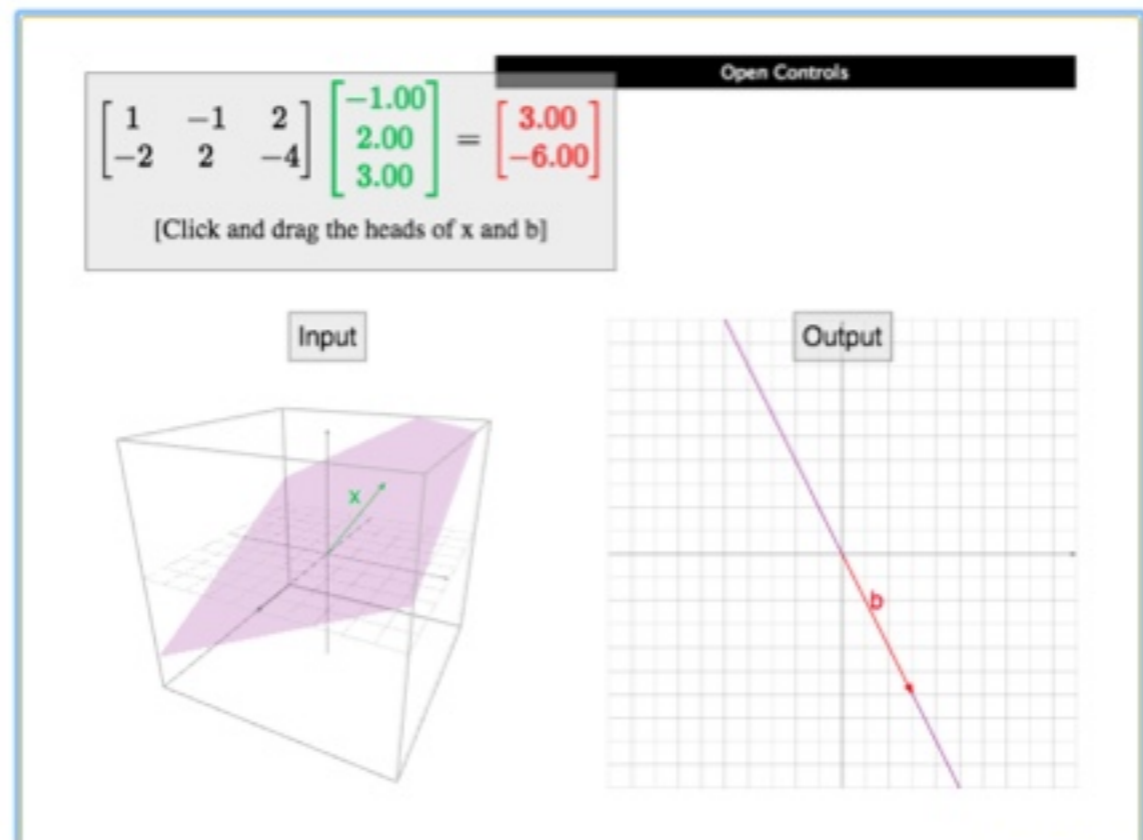 Open Controls
[1 −1 2] [−1.00] [3.00]
[−2 2 −4] [2.00] = [−6.00]
[3.00]
[Click and drag the heads of x and b]
Input
Output
x
b